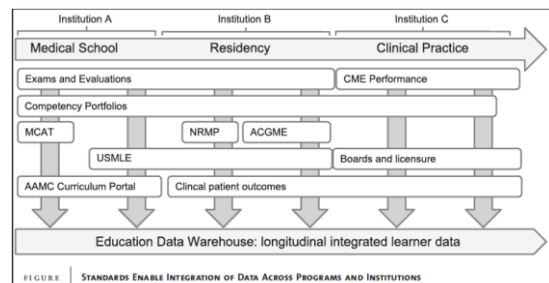 Institution A Institution B Institution C
Medical School Residency Clinical Practice
Exams and Evaluations CME Performance
Competency Portfolios
MCAT NRMP ACGME
USMLE Boards and licensure
AAMC Curriculum Portal Clincal patient outcomes
Education Data Warehouse: longitudinal integrated learner data
FIGURE | STANDARDS ENABLE INTEGRATION OF DATA ACROSS PROGRAMS AND INSTITUTIONS